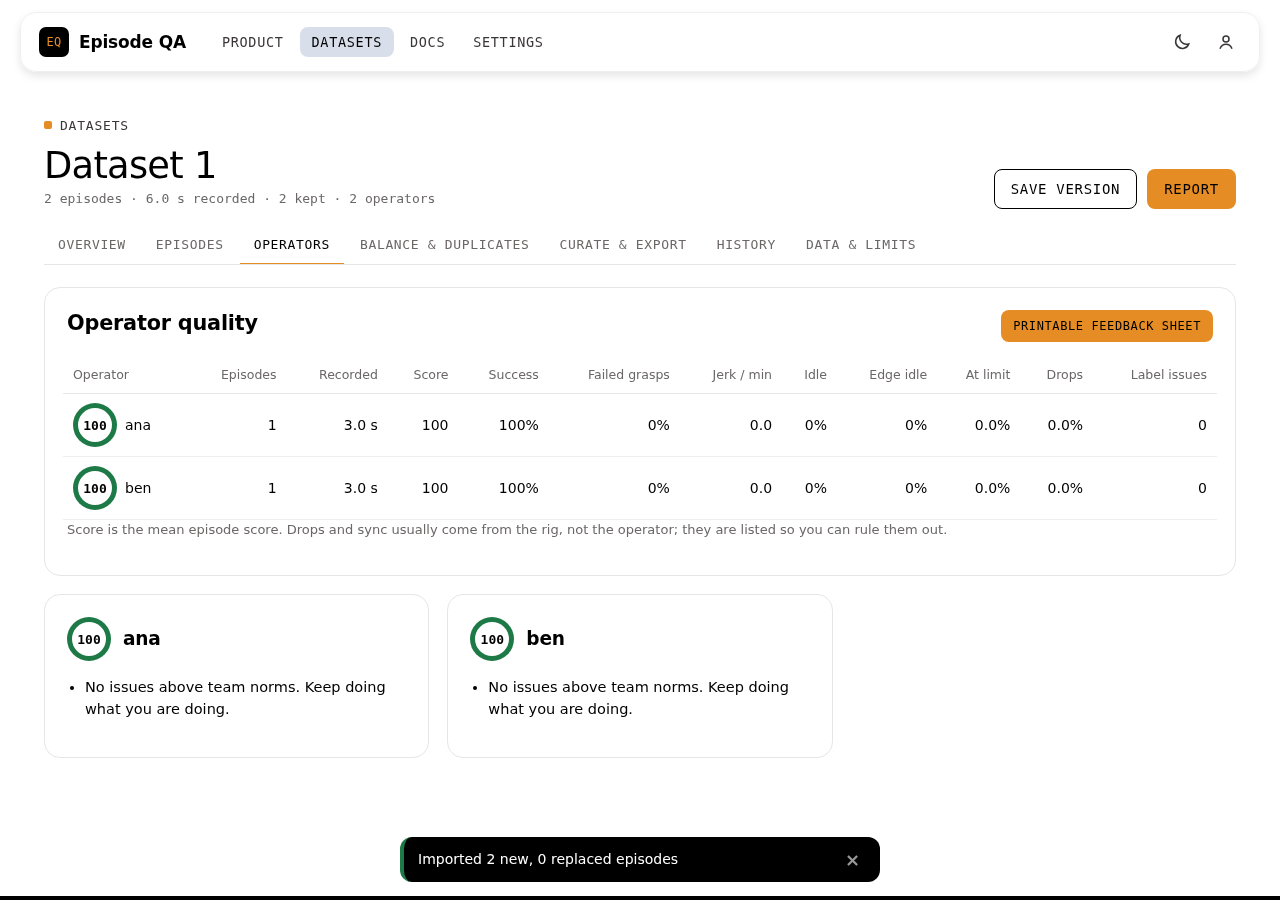 EQ Episode QA PRODUCT DATASETS DOCS SETTINGS
DATASETS
Dataset 1
2 episodes · 6.0 s recorded · 2 kept · 2 operators
SAVE VERSION REPORT
OVERVIEW EPISODES OPERATORS BALANCE & DUPLICATES CURATE & EXPORT HISTORY DATA & LIMITS
Operator quality
PRINTABLE FEEDBACK SHEET
Operator Episodes Recorded Score Success Failed grasps Jerk / min Idle Edge idle At limit Drops Label issues
100 ana 1 3.0 s 100 100% 0% 0.0 0% 0% 0.0% 0.0% 0
100 ben 1 3.0 s 100 100% 0% 0.0 0% 0% 0.0% 0.0% 0
Score is the mean episode score. Drops and sync usually come from the rig, not the operator; they are listed so you can rule them out.
100 ana
• No issues above team norms. Keep doing
what you are doing.
100 ben
• No issues above team norms. Keep doing
what you are doing.
Imported 2 new, 0 replaced episodes ×